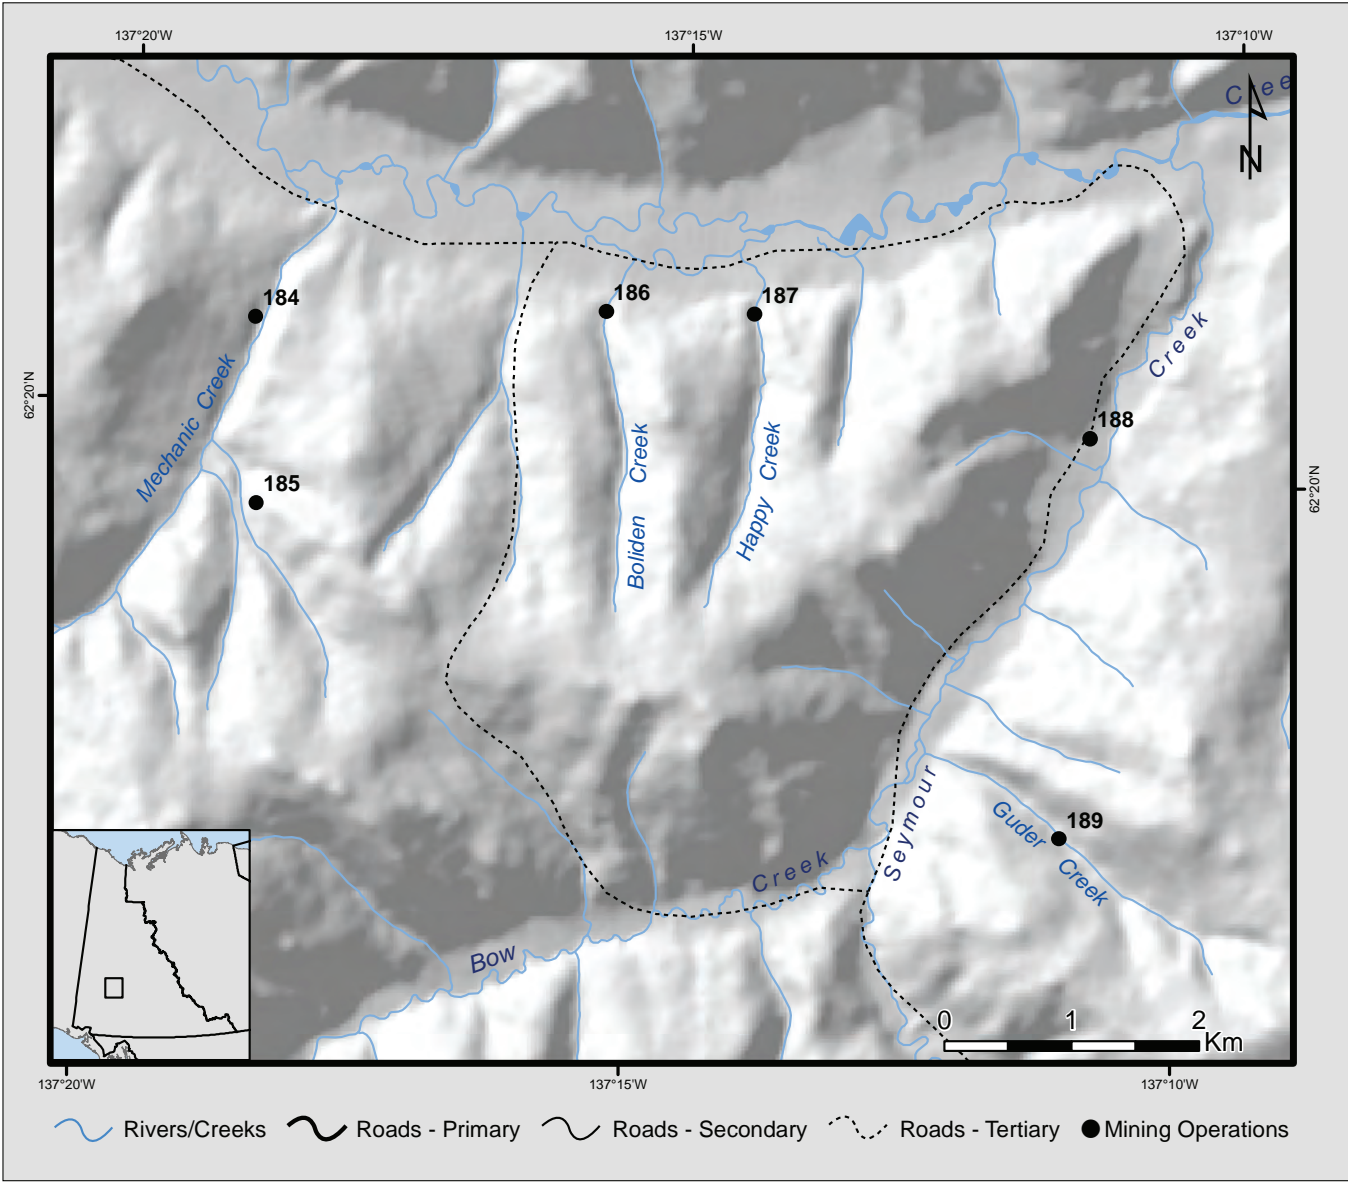 137°20'W 137°15'W 137°10'W
Cree
N
184
186
187
62°20'N
Creek
188
Mechanic Creek
Boliden Creek
Happy Creek
185
62°20'N
Seymour
Guder Creek
189
Creek
Bow
0 1 2
Km
137°20'W 137°15'W 137°10'W
Rivers/Creeks Roads - Primary Roads - Secondary Roads - Tertiary Mining Operations